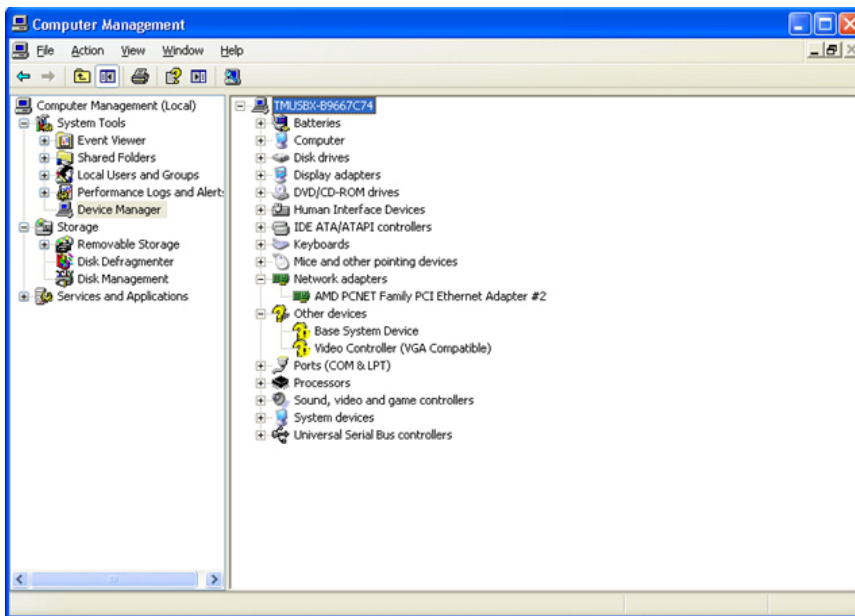 Computer Management
File Action View Window Help
Computer Management (Local)
System Tools
Event Viewer
Shared Folders
Local Users and Groups
Performance Logs and Alert:
Device Manager
Storage
Removable Storage
Disk Defragmenter
Disk Management
Services and Applications
TMUSBX-B9667C74
Batteries
Computer
Disk drives
Display adapters
DVD/CD-ROM drives
Human Interface Devices
IDE ATA/ATAPI controllers
Keyboards
Mice and other pointing devices
Network adapters
AMD PCNET Family PCI Ethernet Adapter #2
Other devices
Base System Device
Video Controller (VGA Compatible)
Ports (COM & LPT)
Processors
Sound, video and game controllers
System devices
Universal Serial Bus controllers